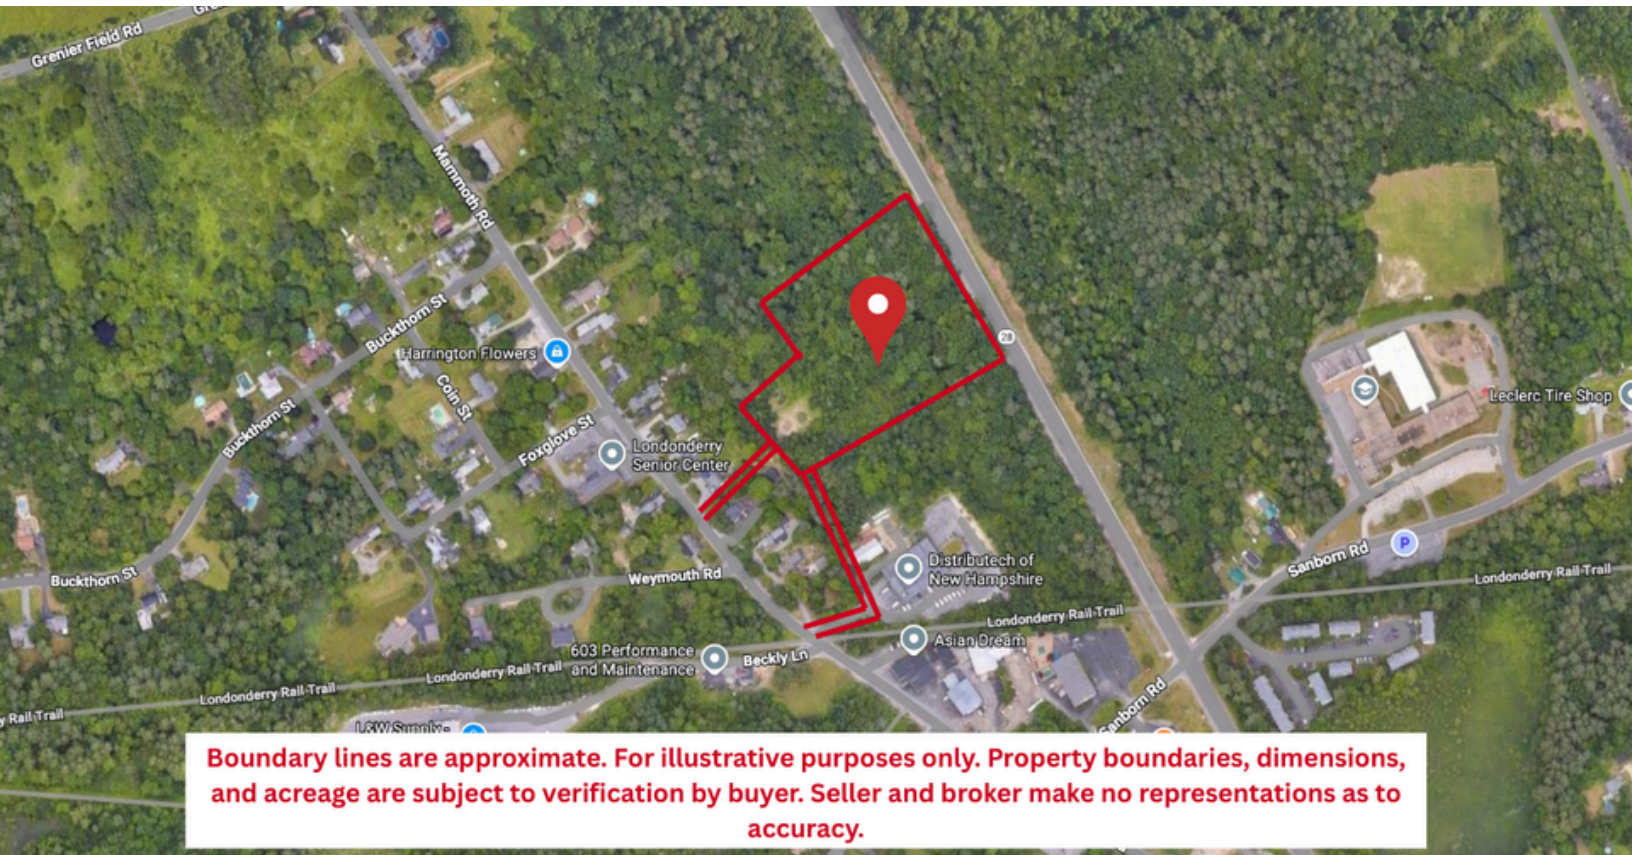 Grenier Field Rd
Mammoth Rd
28
Buckthorn St
Harrington Flowers
Coin St
Leclerc Tire Shop
Buckthorn St
Foxglove St
Londonderry
Senior Center
P
Sanborn Rd
Distributech of
New Hampshire
Buckthorn St
Weymouth Rd
Londonderry Rail Trail
Londonderry Rail Trail
Asian Dream
603 Performance
and Maintenance
Beckly Ln
Londonderry Rail Trail
Londonderry Rail Trail
Rail Trail
Sanborn Rd
L&W Supply -
Boundary lines are approximate. For illustrative purposes only. Property boundaries, dimensions,
and acreage are subject to verification by buyer. Seller and broker make no representations as to
accuracy.